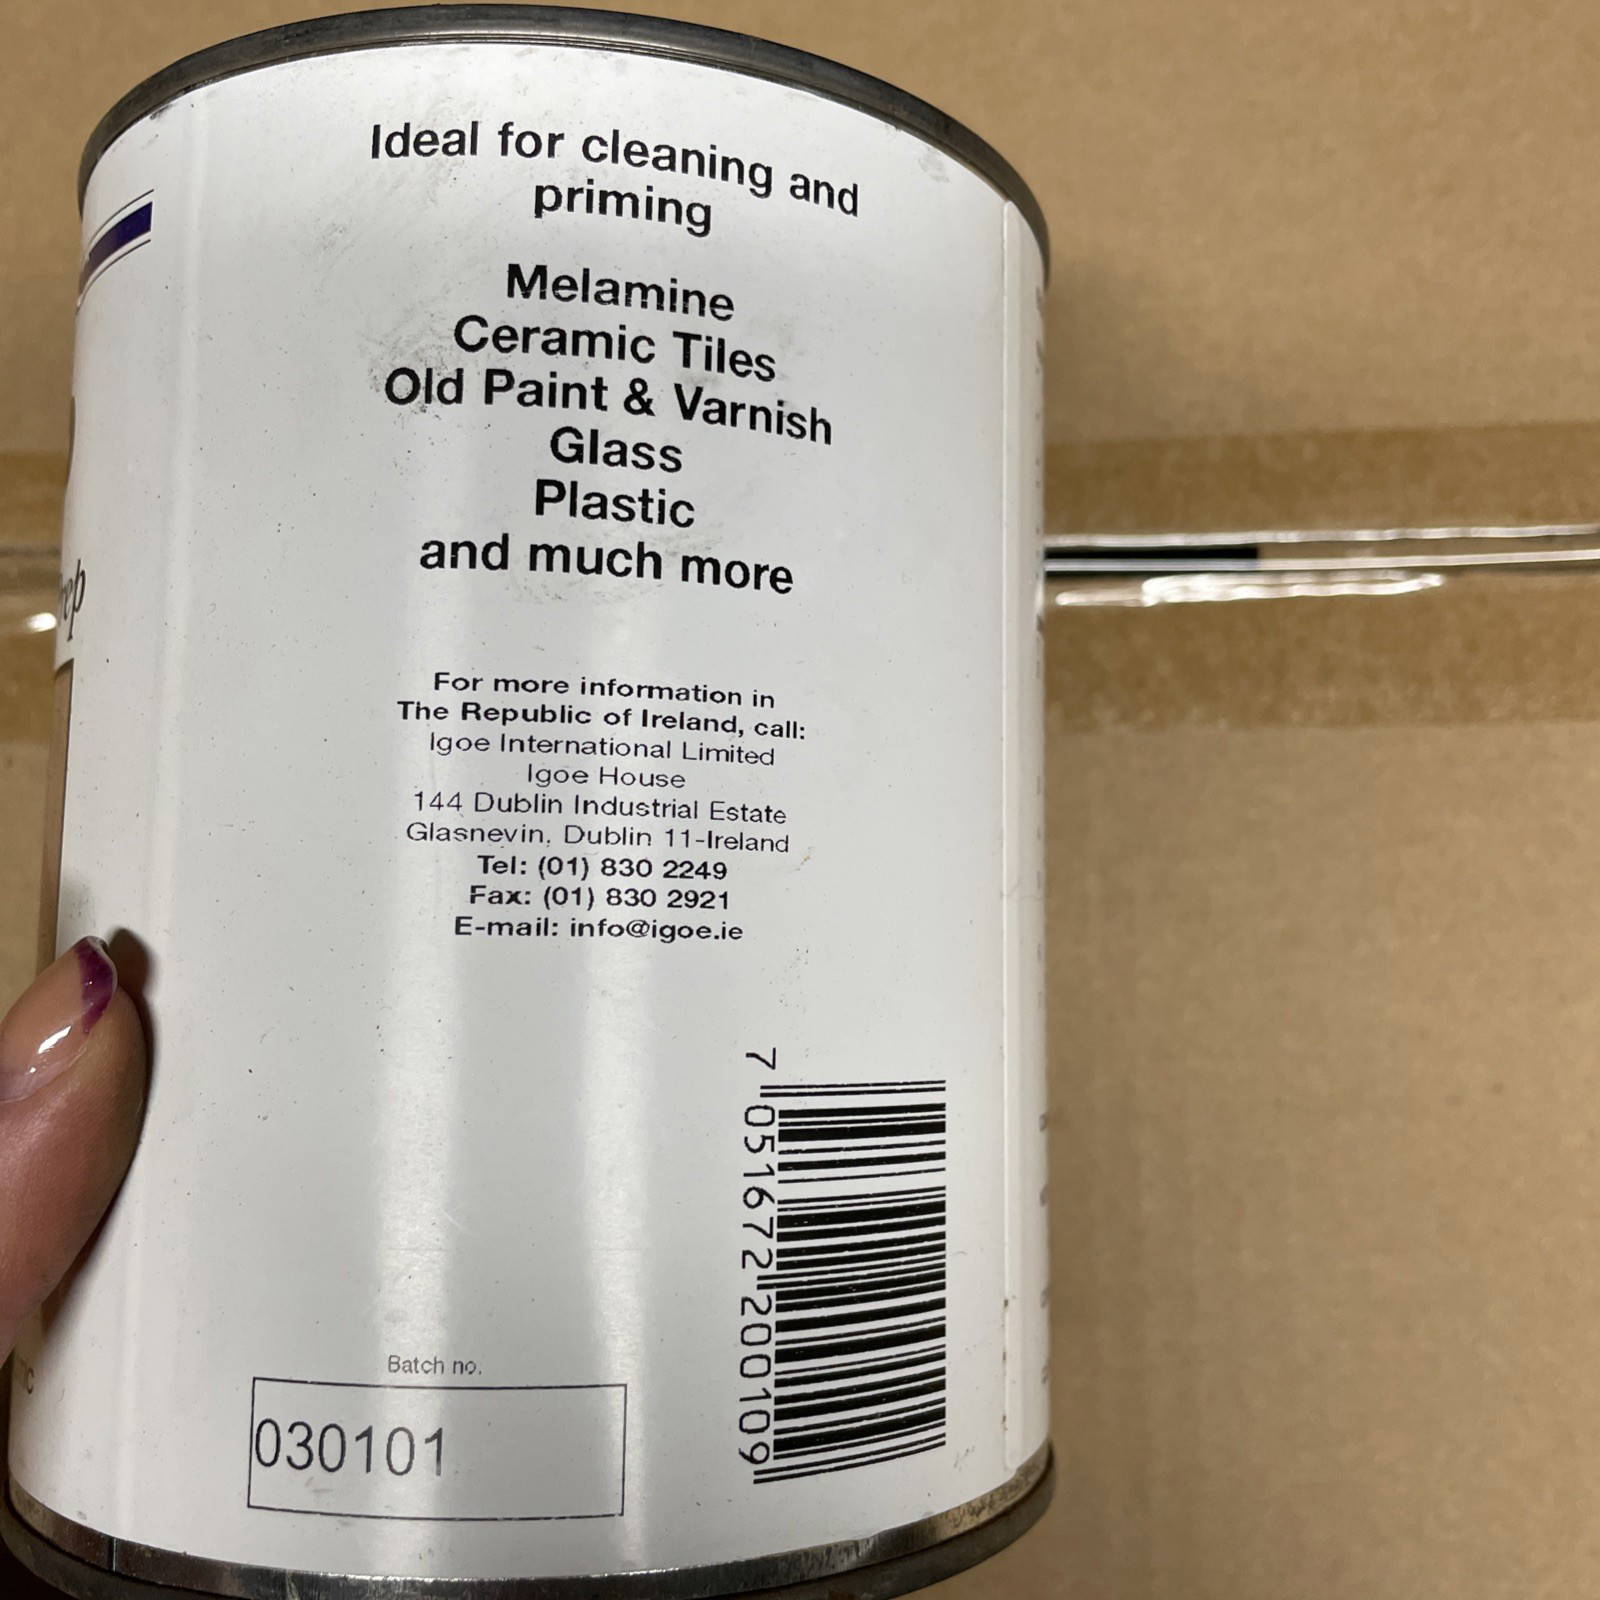 Ideal for cleaning and
priming
Melamine
Ceramic Tiles
Old Paint & Varnish
Glass
Plastic
and much more
For more information in
The Republic of Ireland, call:
Igoe International Limited
Igoe House
144 Dublin Industrial Estate
Glasnevin, Dublin 11-Ireland
Tel: (01) 830 2249
Fax: (01) 830 2921
E-mail: info@igoe.ie
7 051672 200109
Batch no.
030101